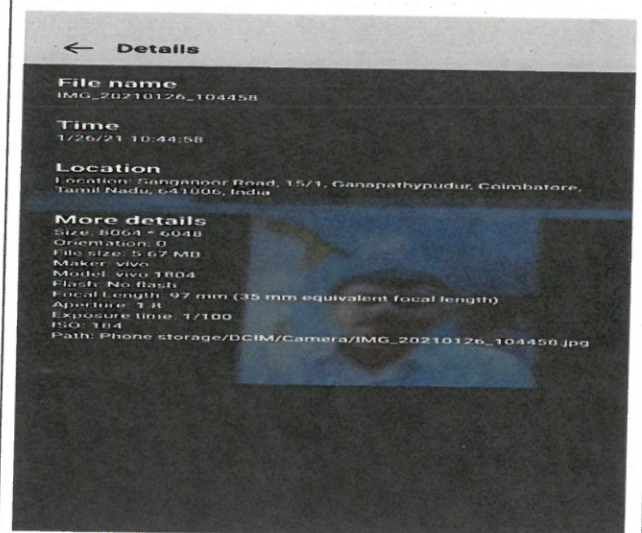 ← Details
File name
IMG_20210126_104458
Time
1/26/21 10:44:58
Location
Location: Sanganoor Road, 15/1, Ganapathypudur, Coimbatore,
Tamil Nadu, 641006, India
More details
Size: 8064 * 6048
Orientation: 0
File size: 5.67 MB
Maker: vivo
Model: vivo 1804
Flash: No flash
Focal Length: 97 mm (35 mm equivalent focal length)
Aperture: 1.8
Exposure time: 1/100
ISO: 184
Path: Phone storage/DCIM/Camera/IMG_20210126_104458.jpg